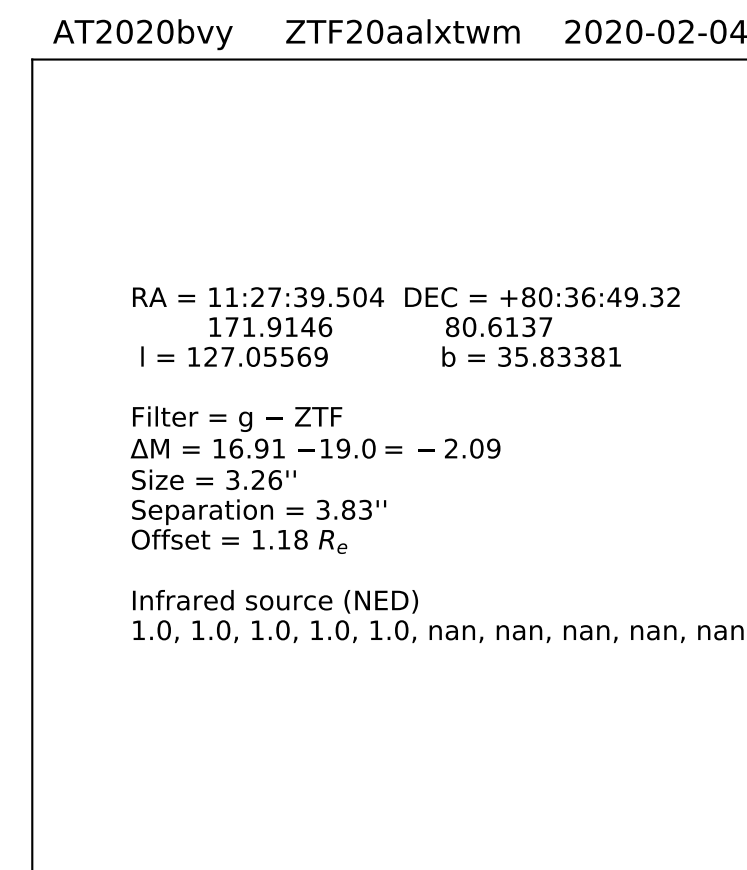 AT2020bvy ZTF20aalxtwm 2020-02-04
RA = 11:27:39.504 DEC = +80:36:49.32
171.9146 80.6137
l = 127.05569 b = 35.83381
Filter = g − ZTF
ΔM = 16.91 −19.0 = − 2.09
Size = 3.26''
Separation = 3.83''
Offset = 1.18 Re
Infrared source (NED)
1.0, 1.0, 1.0, 1.0, 1.0, nan, nan, nan, nan, nan